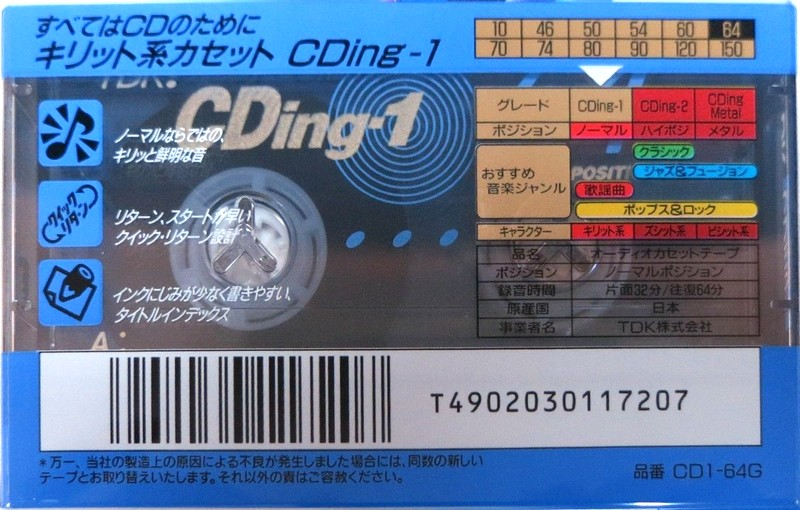 すべてはCDのために
キリット系カセット CDing-1
10 46 50 54 60 64
70 74 80 90 120 150
TDK.
CDing-1
グレード CDing-1 CDing-2 CDing Metal
ポジション ノーマル ハイポジ メタル
おすすめ
音楽ジャンル
クラシック
ジャズ&フュージョン
POSITI
歌謡曲
ポップス&ロック
キャラクター キリット系 ズシット系 ビシット系
品名 オーディオカセットテープ
ポジション ノーマルポジション
録音時間 片面32分/往復64分
原産国 日本
事業者名 TDK株式会社
ノーマルならではの、
キリッと鮮明な音
クイック
リターン
リターン、スタートが早い
クイック・リターン設計
インクにじみが少なく書きやすい、
タイトルインデックス
A:
T4902030117207
*万一、当社の製造上の原因による不良が発生しました場合には、同数の新しい
テープとお取り替えいたします。それ以外の責はご容赦ください。
品番 CD1-64G